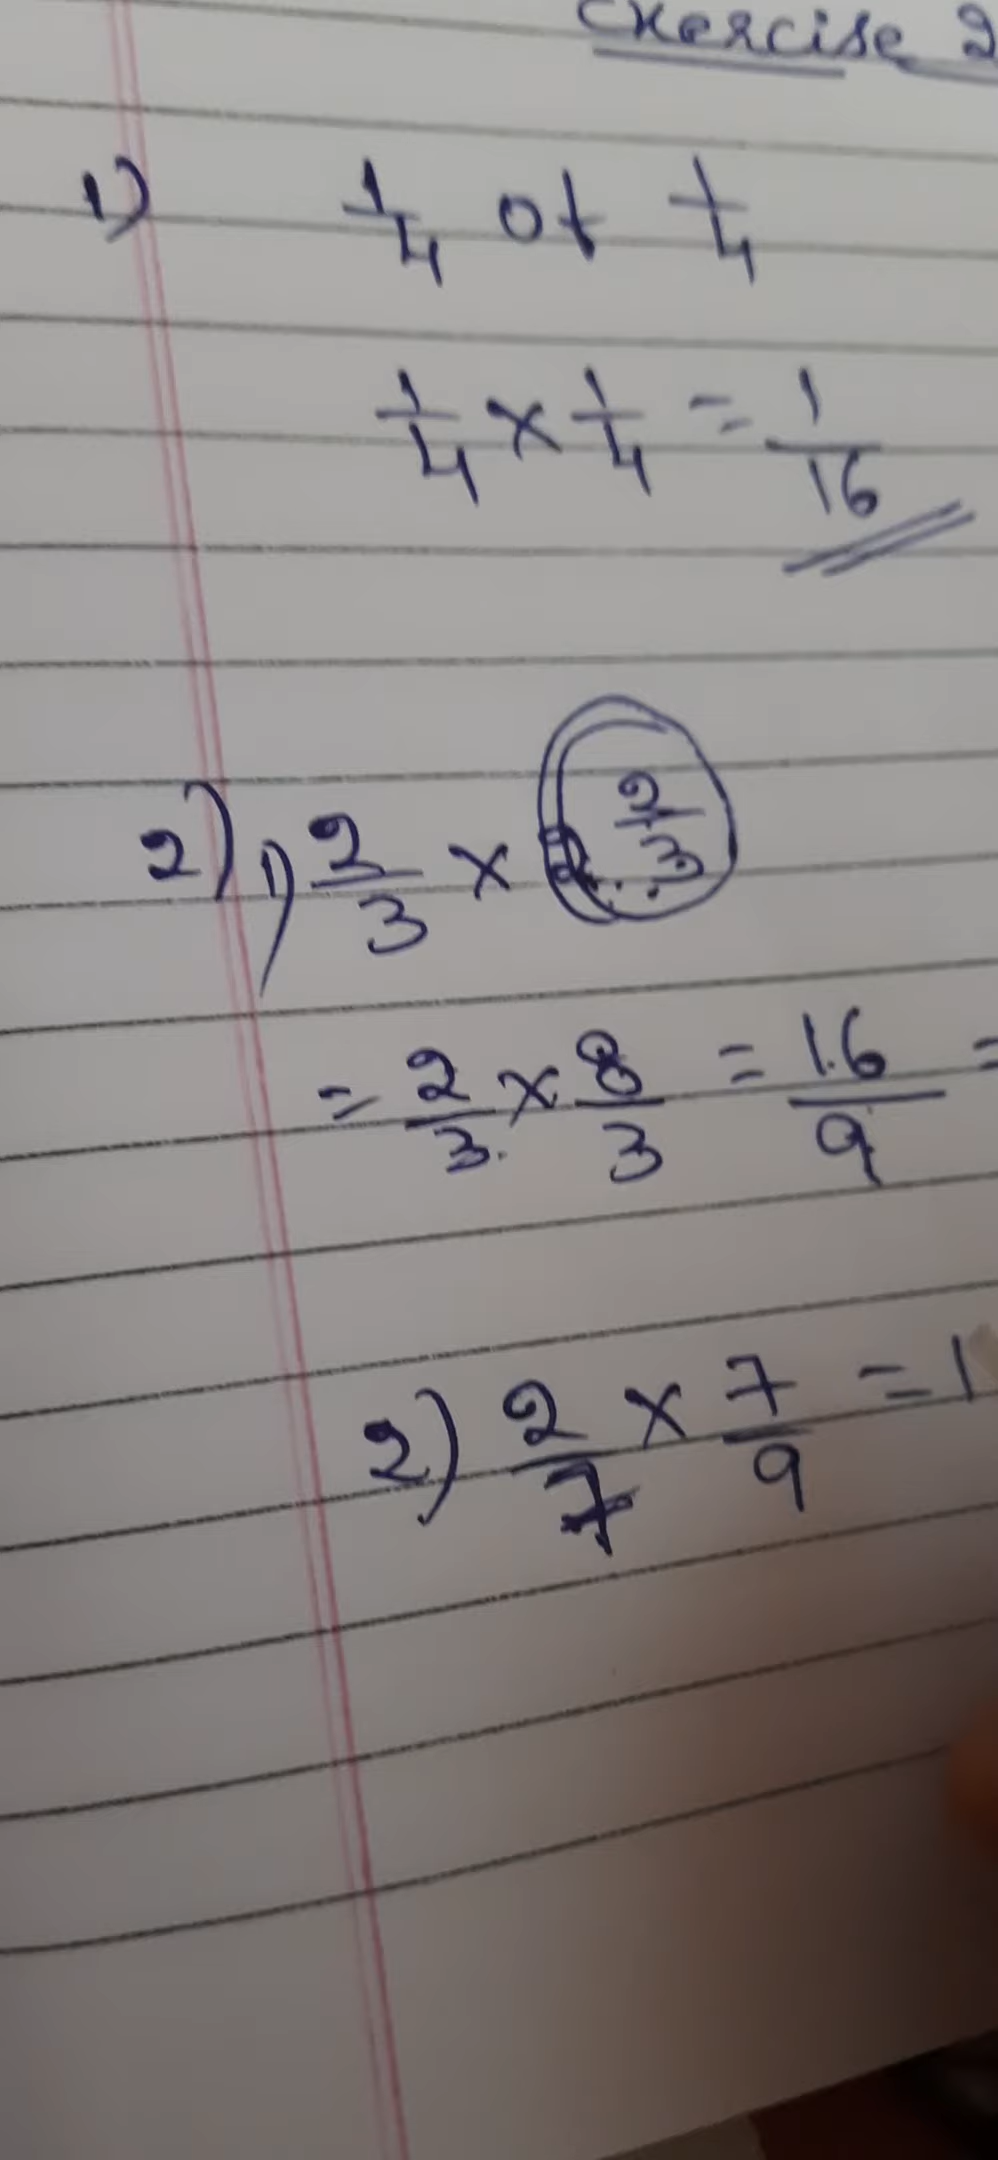 Exercise 2
1) 1/4 of 1/4
1/4 × 1/4 = 1/16
2) 1) 2/3 × 2 2/3
= 2/3 × 8/3 = 16/9 =
2) 2/7 × 7/9 = 1